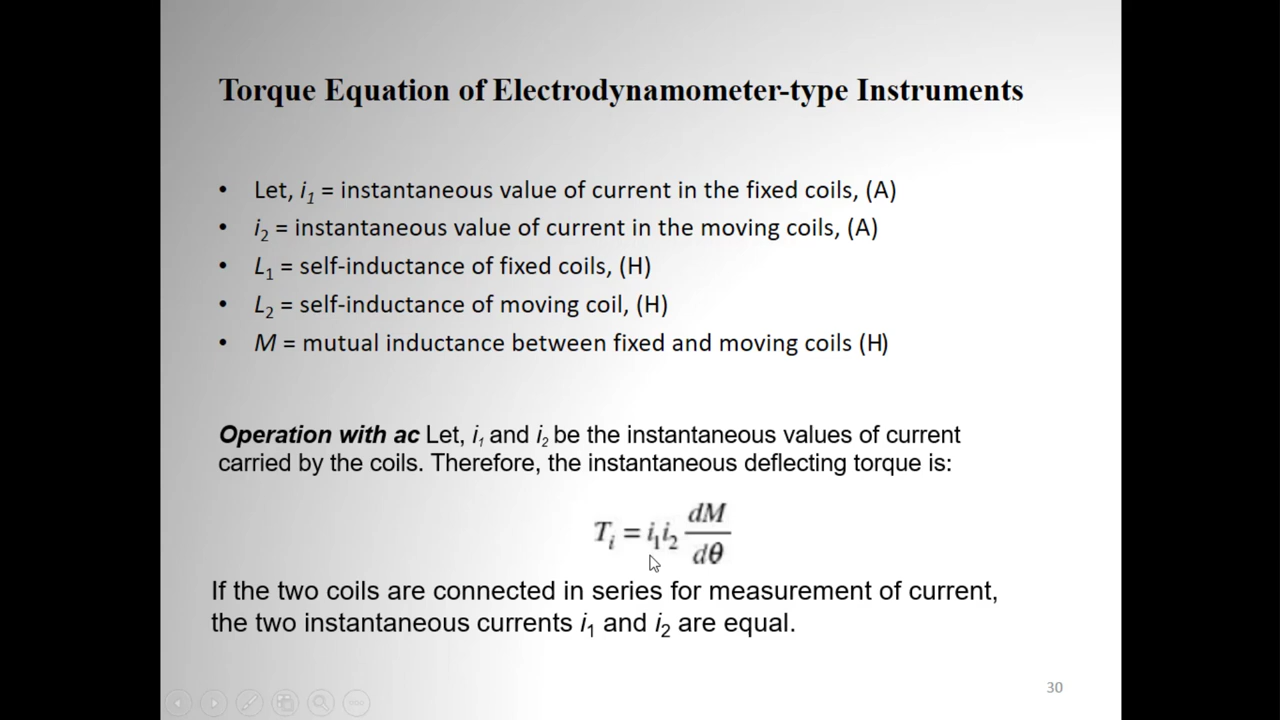 Torque Equation of Electrodynamometer-type Instruments
• Let, i₁ = instantaneous value of current in the fixed coils, (A)
• i₂ = instantaneous value of current in the moving coils, (A)
• L₁ = self-inductance of fixed coils, (H)
• L₂ = self-inductance of moving coil, (H)
• M = mutual inductance between fixed and moving coils (H)
Operation with ac Let, i₁ and i₂ be the instantaneous values of current
carried by the coils. Therefore, the instantaneous deflecting torque is:
Tᵢ = i₁i₂ dM/dθ
If the two coils are connected in series for measurement of current,
the two instantaneous currents i₁ and i₂ are equal.
30